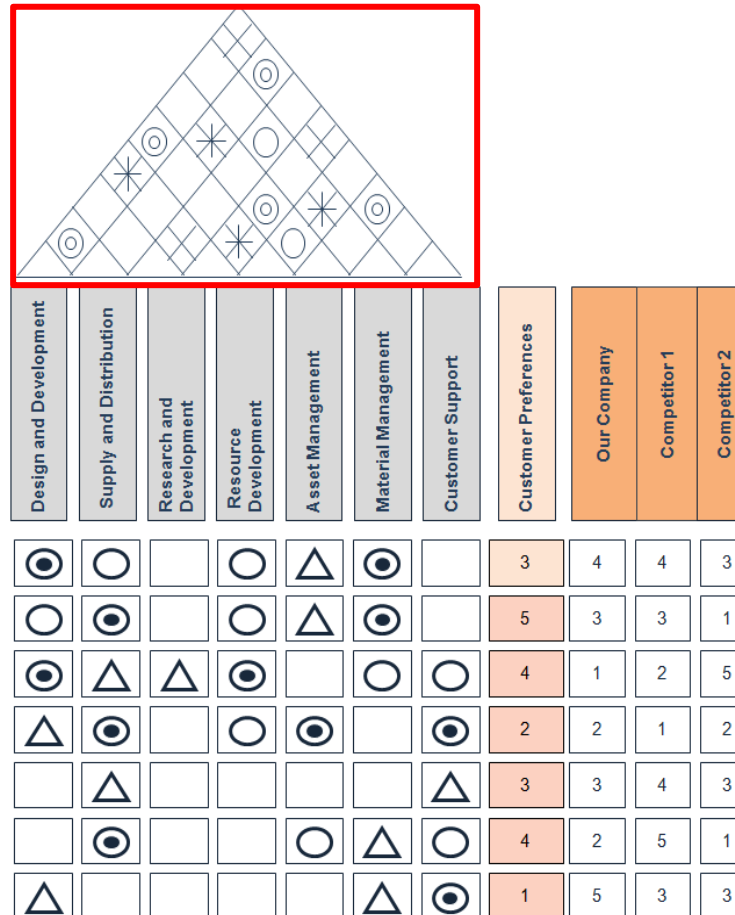 Design and Development
Supply and Distribution
Research and
Development
Resource
Development
Asset Management
Material Management
Customer Support
Customer Preferences
Our Company
Competitor 1
Competitor 2
3 4 4 3
5 3 3 1
4 1 2 5
2 2 1 2
3 3 4 3
4 2 5 1
1 5 3 3